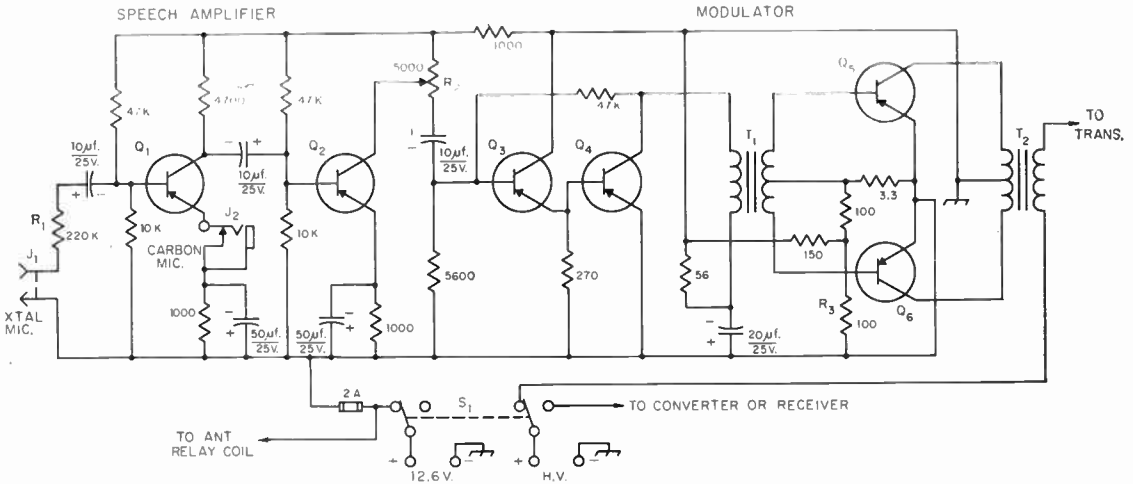 SPEECH AMPLIFIER
MODULATOR
1000
5000
47K
4700
47K
47K
Q5
Q1
Q2
Q3
Q4
T1
T2
TO
TRANS.
10µf.
25V.
10µf.
25V.
10µf.
25V.
R1
220K
10K
J2
CARBON
MIC.
10K
5600
270
56
150
100
3.3
J1
XTAL
MIC.
1000
50µf.
25V.
50µf.
25V.
1000
20µf.
25V.
R3
100
Q6
2A
S1
TO CONVERTER OR RECEIVER
TO ANT
RELAY COIL
12.6V.
H.V.